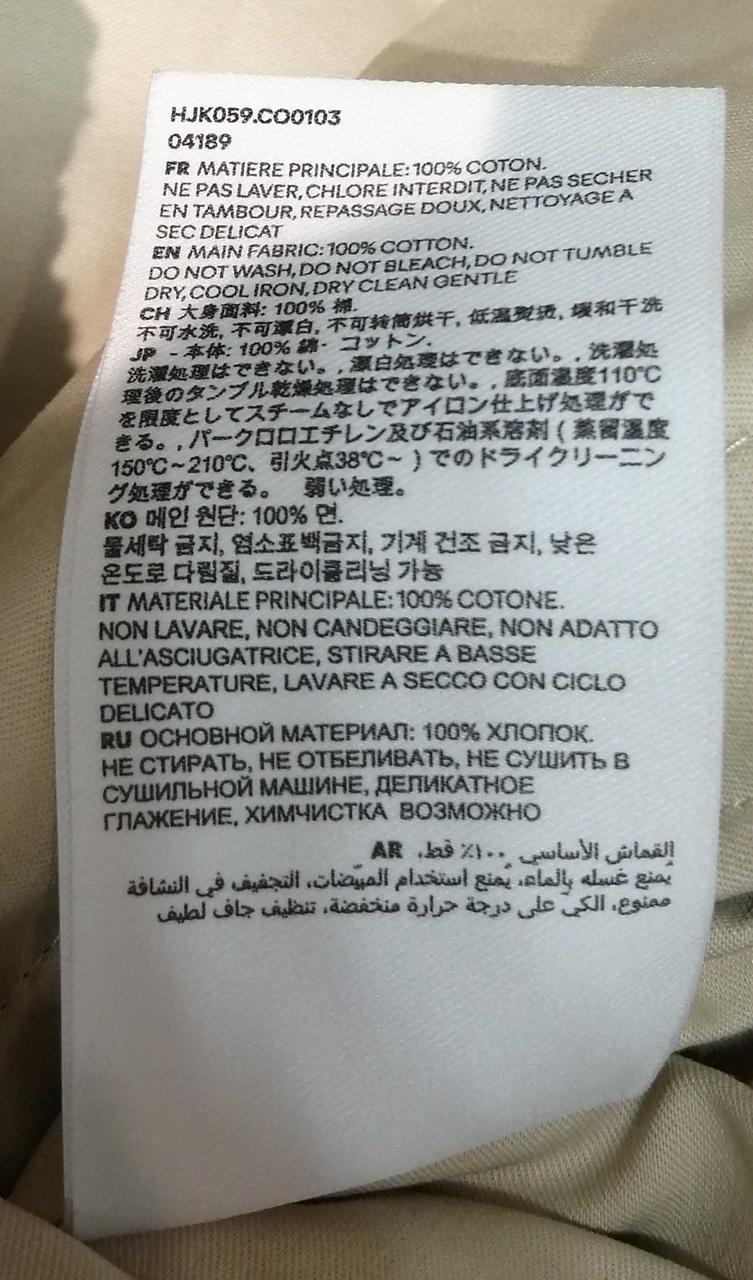 HJK059.CO0103
04189
FR MATIERE PRINCIPALE: 100% COTON.
NE PAS LAVER, CHLORE INTERDIT, NE PAS SECHER
EN TAMBOUR, REPASSAGE DOUX, NETTOYAGE A
SEC DELICAT
EN MAIN FABRIC: 100% COTTON.
DO NOT WASH, DO NOT BLEACH, DO NOT TUMBLE
DRY, COOL IRON, DRY CLEAN GENTLE
CH 大身面料: 100% 棉.
不可水洗, 不可漂白, 不可转筒烘干, 低温熨烫, 缓和干洗
JP - 本体: 100% 綿- コットン.
洗濯処理はできない。, 漂白処理はできない。, 洗濯処
理後のタンブル乾燥処理はできない。, 底面温度110℃
を限度としてスチームなしでアイロン仕上げ処理がで
きる。, パークロロエチレン及び石油系溶剤 ( 蒸留温度
150℃~210℃、引火点38℃~ ) でのドライクリーニン
グ処理ができる。 弱い処理。
KO 메인 원단: 100% 면.
물세탁 금지, 염소표백금지, 기계 건조 금지, 낮은
온도로 다림질, 드라이클리닝 가능
IT MATERIALE PRINCIPALE: 100% COTONE.
NON LAVARE, NON CANDEGGIARE, NON ADATTO
ALL'ASCIUGATRICE, STIRARE A BASSE
TEMPERATURE, LAVARE A SECCO CON CICLO
DELICATO
RU ОСНОВНОЙ МАТЕРИАЛ: 100% ХЛОПОК.
НЕ СТИРАТЬ, НЕ ОТБЕЛИВАТЬ, НЕ СУШИТЬ В
СУШИЛЬНОЙ МАШИНЕ, ДЕЛИКАТНОЕ
ГЛАЖЕНИЕ, ХИМЧИСТКА ВОЗМОЖНО
القماش الأساسي ١٠٠٪ قط. AR
يُمنع غسله بالماء، يُمنع استخدام المبيّضات، التجفيف في النشافة
ممنوع، الكيّ على درجة حرارة منخفضة، تنظيف جاف لطيف